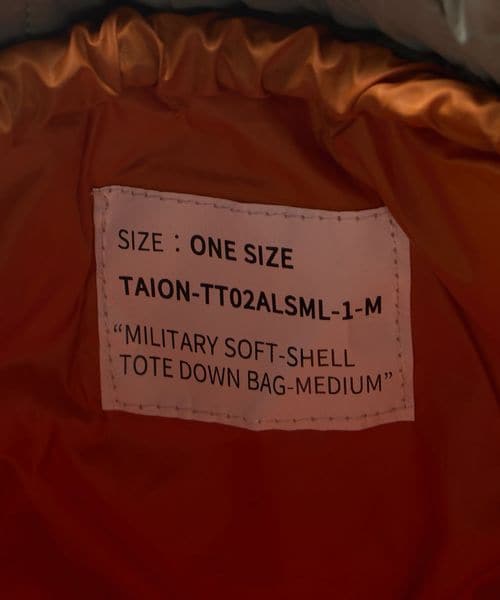 SIZE : ONE SIZE
TAION-TT02ALSML-1-M
“MILITARY SOFT-SHELL
TOTE DOWN BAG-MEDIUM”